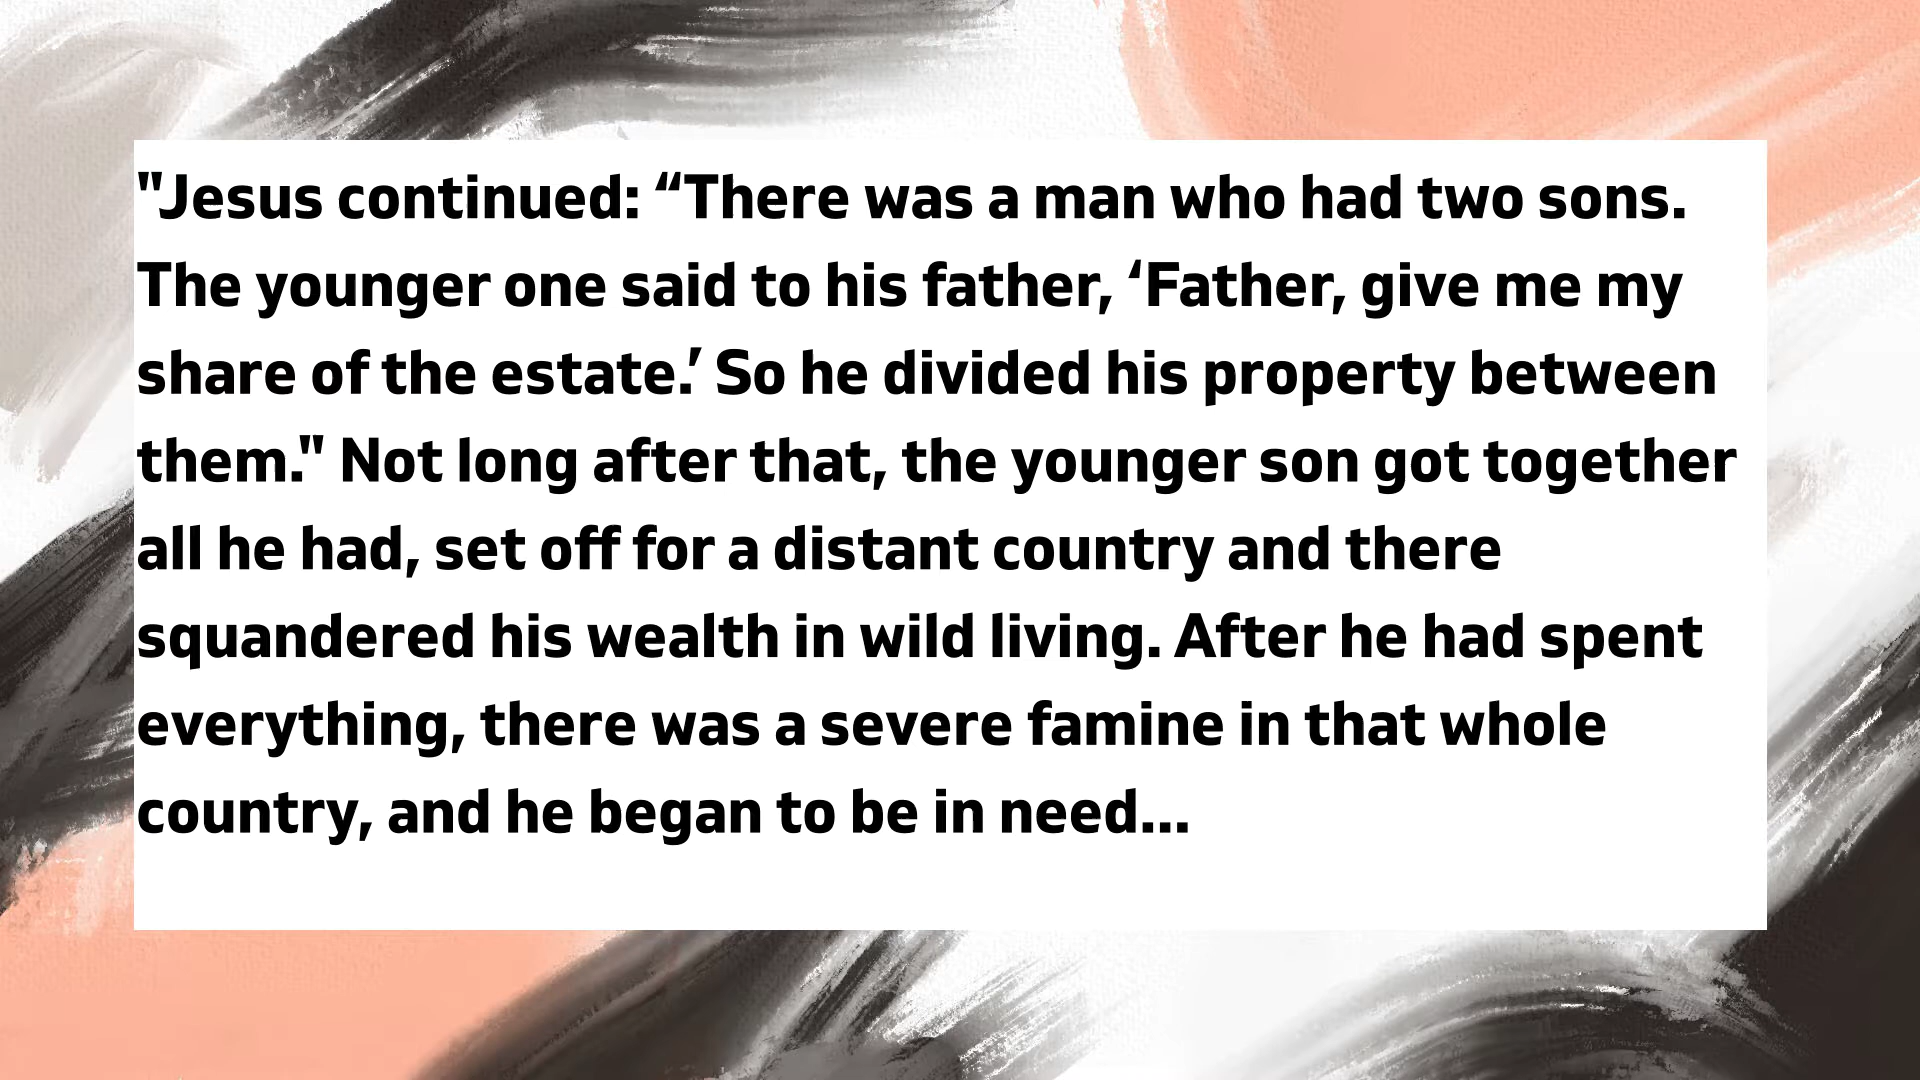 "Jesus continued: “There was a man who had two sons.
The younger one said to his father, ‘Father, give me my
share of the estate.’ So he divided his property between
them." Not long after that, the younger son got together
all he had, set off for a distant country and there
squandered his wealth in wild living. After he had spent
everything, there was a severe famine in that whole
country, and he began to be in need...